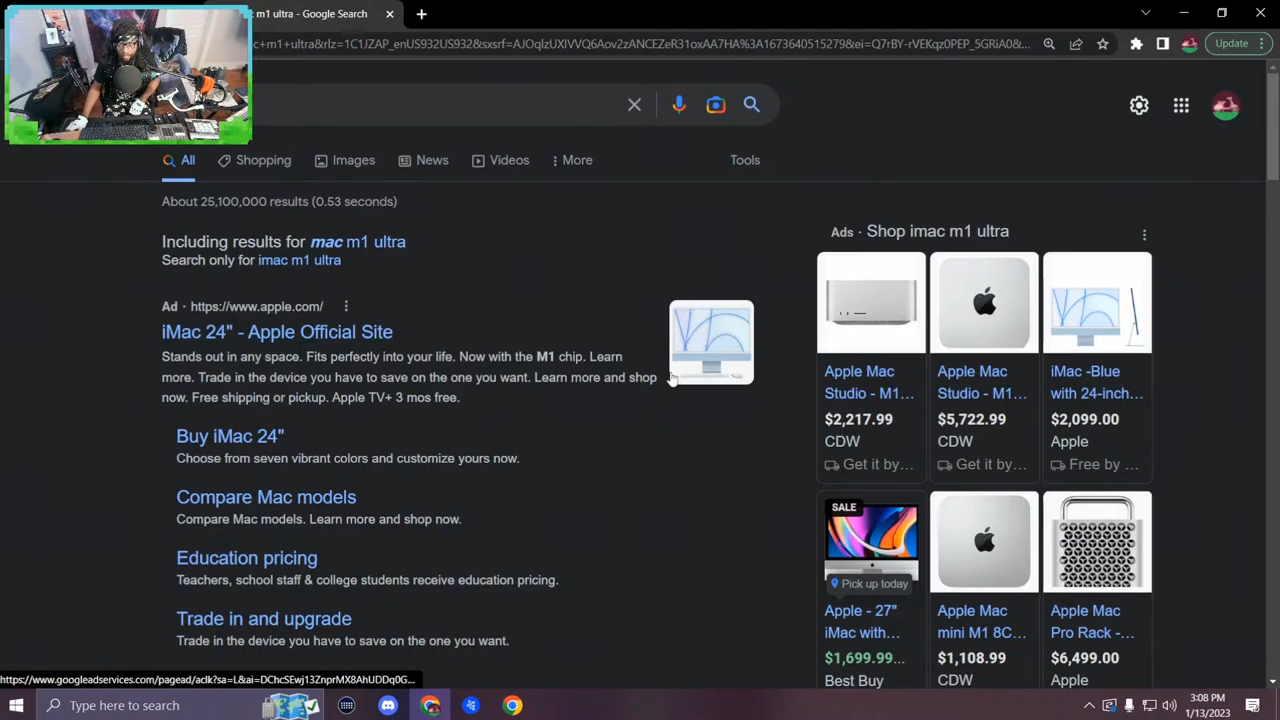 m1 ultra - Google Search
c+m1+ultra&rlz=1C1JZAP_enUS932US932&sxsrf=AJOqlzUXIVVQ6Aov2zANCEZeR31oxAA7HA%3A1673640515279&ei=Q7rBY-rVEKqz0PEP_5GRiA0&...
Update
All
Shopping
Images
News
Videos
More
Tools
About 25,100,000 results (0.53 seconds)
Including results for mac m1 ultra
Search only for imac m1 ultra
Ad · https://www.apple.com/
iMac 24" - Apple Official Site
Stands out in any space. Fits perfectly into your life. Now with the M1 chip. Learn
more. Trade in the device you have to save on the one you want. Learn more and shop
now. Free shipping or pickup. Apple TV+ 3 mos free.
Buy iMac 24"
Choose from seven vibrant colors and customize yours now.
Compare Mac models
Compare Mac models. Learn more and shop now.
Education pricing
Teachers, school staff & college students receive education pricing.
Trade in and upgrade
Trade in the device you have to save on the one you want.
Ads · Shop imac m1 ultra
Apple Mac
Studio - M1...
$2,217.99
CDW
Get it by...
Apple Mac
Studio - M1...
$5,722.99
CDW
Get it by...
iMac -Blue
with 24-inch...
$2,099.00
Apple
Free by ...
SALE
Pick up today
Apple - 27"
iMac with...
$1,699.99...
Best Buy
Apple Mac
mini M1 8C...
$1,108.99
CDW
Apple Mac
Pro Rack -...
$6,499.00
Apple
https://www.googleadservices.com/pagead/aclk?sa=L&ai=DChcSEwj13ZnprMX8AhUDDq0G...
Type here to search
3:08 PM
1/13/2023